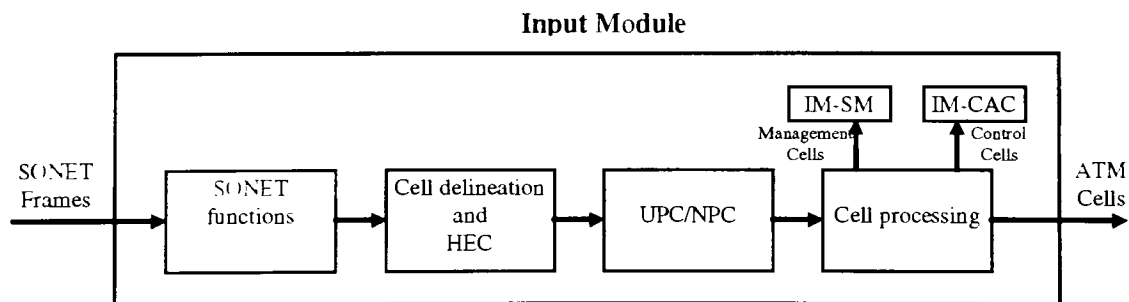 Input Module
IM-SM
IM-CAC
Management
Cells
Control
Cells
SONET
Frames
SONET
functions
Cell delineation
and
HEC
UPC/NPC
Cell processing
ATM
Cells